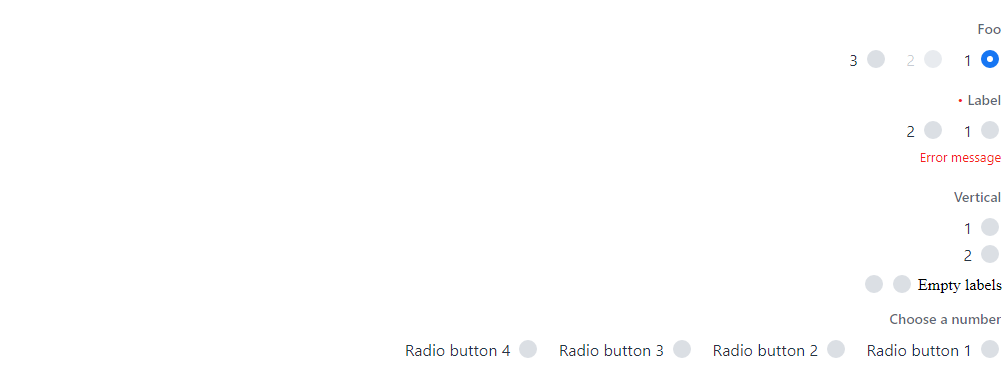 Foo
1 2 3
• Label
1 2
Error message
Vertical
1
2
Empty labels
Choose a number
Radio button 1 Radio button 2 Radio button 3 Radio button 4